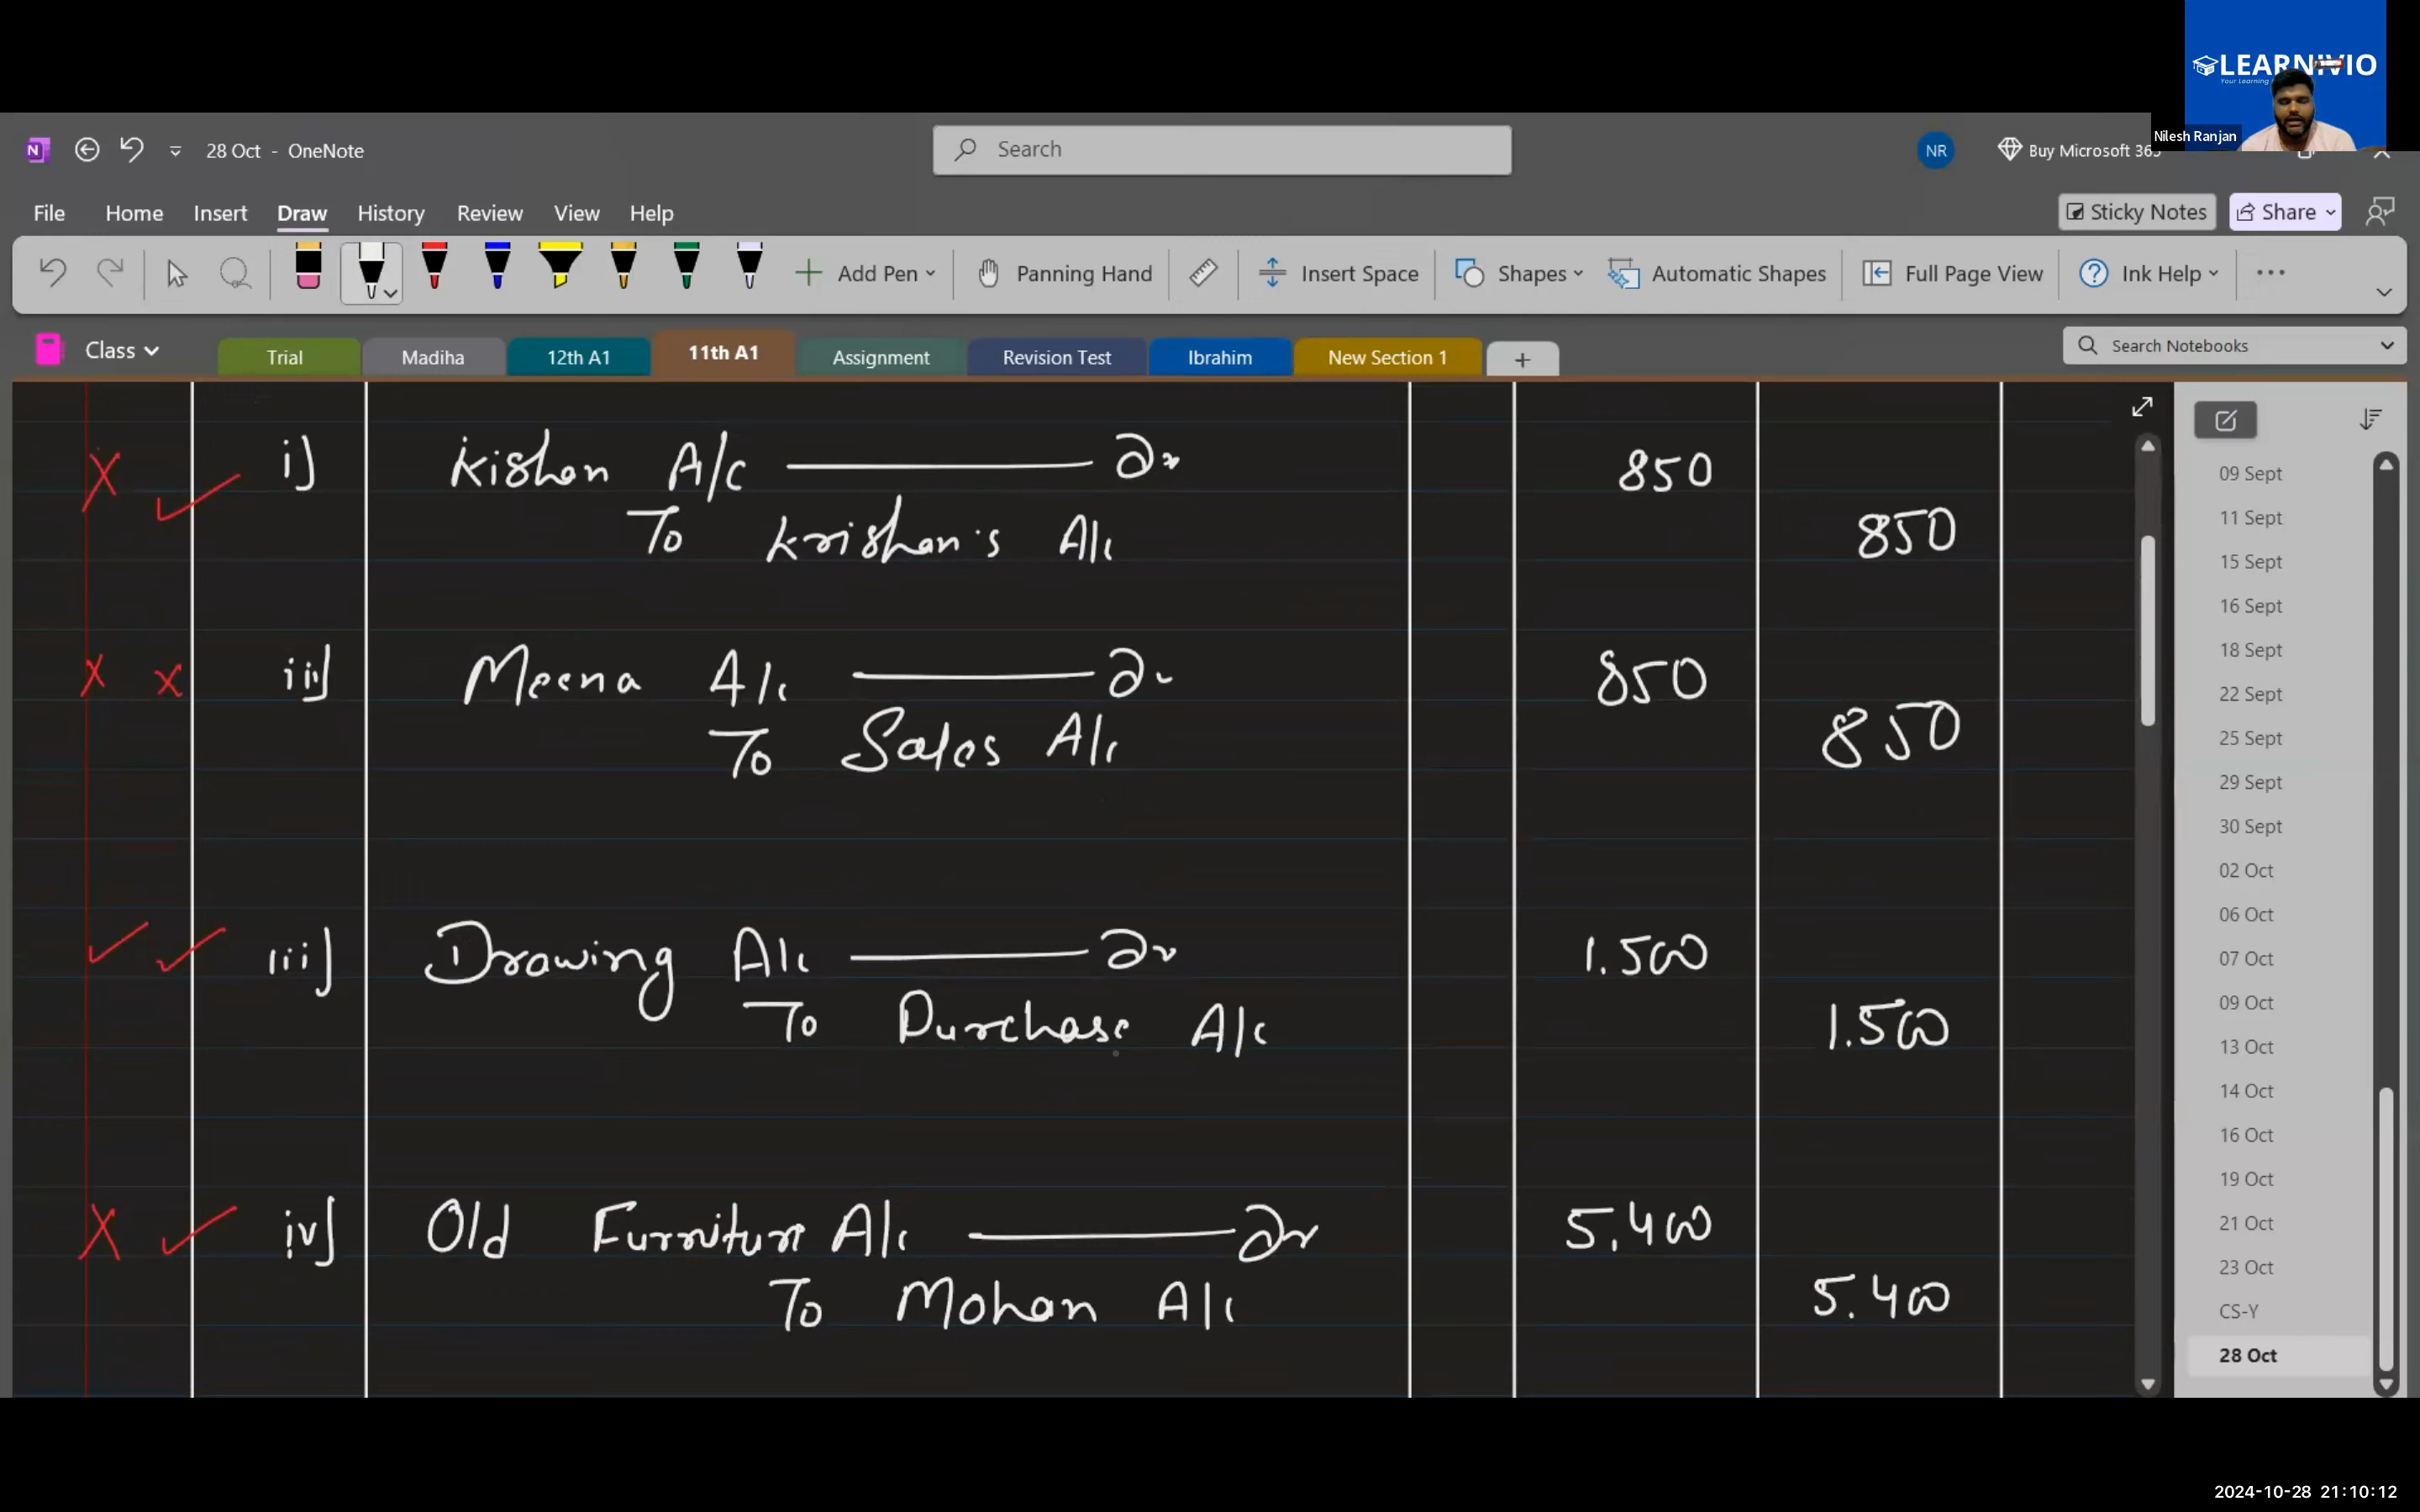 LEARNIVIO
Your Learning
Nilesh Ranjan
28 Oct - OneNote
Search
NR
Buy Microsoft 365
File Home Insert Draw History Review View Help
Sticky Notes
Share
Add Pen
Panning Hand
Insert Space
Shapes
Automatic Shapes
Full Page View
Ink Help
Class
Trial
Madiha
12th A1
11th A1
Assignment
Revision Test
Ibrahim
New Section 1
+
Search Notebooks
X ✓ i) Kishan A/c — Dr 850
To Krishan's A/c 850
X X ii) Meena A/c — Dr 850
To Sales A/c 850
✓ ✓ iii) Drawing A/c — Dr 1.500
To Purchase A/c 1.500
X ✓ iv) Old Furniture A/c — Dr 5.400
To Mohan A/c 5.400
09 Sept
11 Sept
15 Sept
16 Sept
18 Sept
22 Sept
25 Sept
29 Sept
30 Sept
02 Oct
06 Oct
07 Oct
09 Oct
13 Oct
14 Oct
16 Oct
19 Oct
21 Oct
23 Oct
CS-Y
28 Oct
2024-10-28 21:10:12